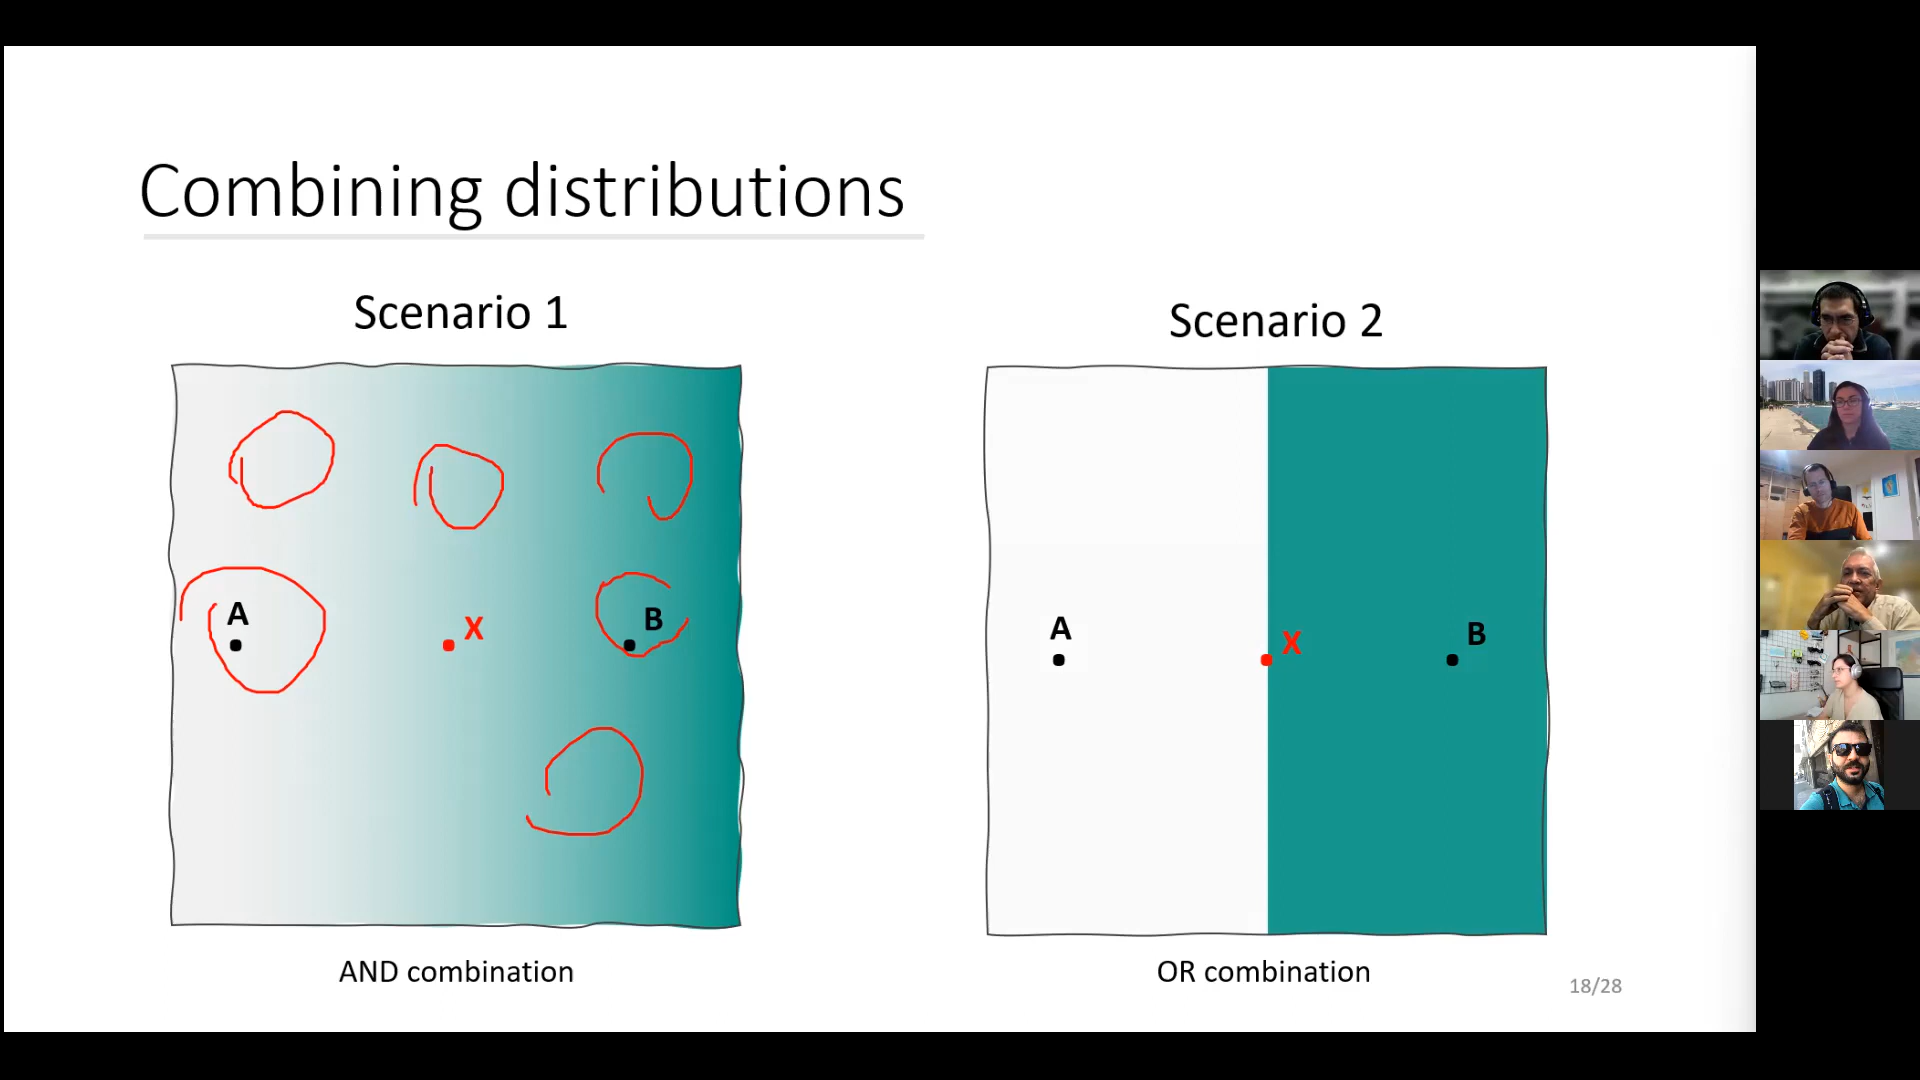 Combining distributions
Scenario 1
Scenario 2
A
X
B
A
X
B
AND combination
OR combination
18/28